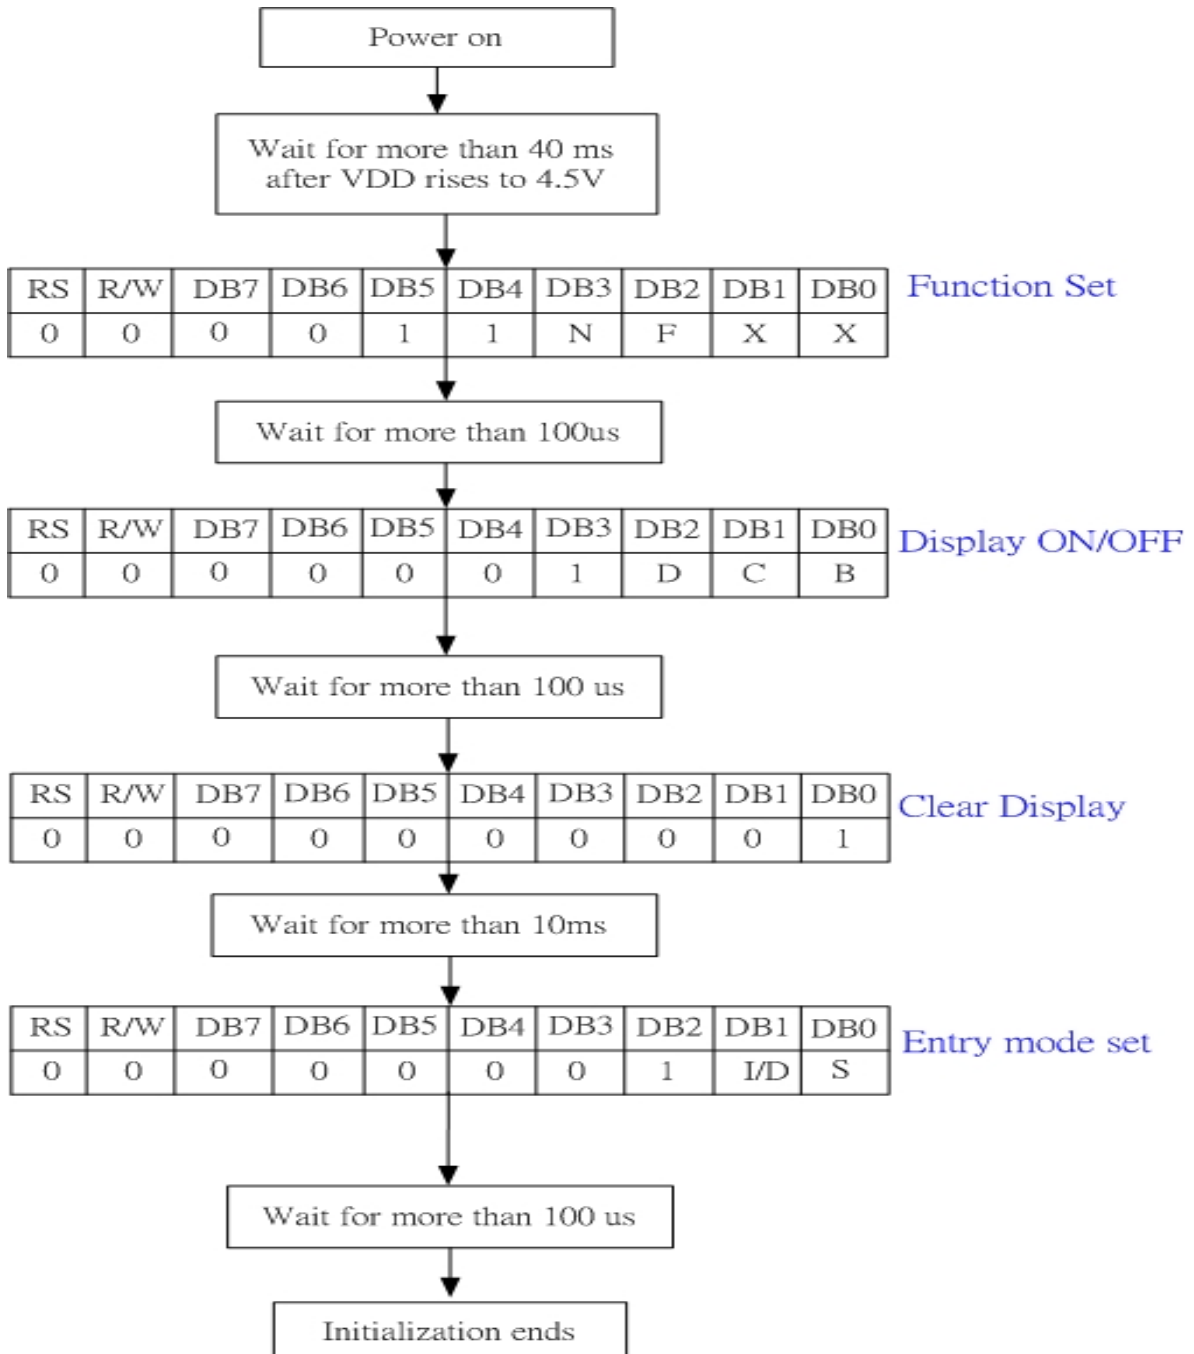 Power on
Wait for more than 40 ms
after VDD rises to 4.5V
RS R/W DB7 DB6 DB5 DB4 DB3 DB2 DB1 DB0
Function Set
0 0 0 0 1 1 N F X X
Wait for more than 100us
RS R/W DB7 DB6 DB5 DB4 DB3 DB2 DB1 DB0
Display ON/OFF
0 0 0 0 0 0 1 D C B
Wait for more than 100 us
RS R/W DB7 DB6 DB5 DB4 DB3 DB2 DB1 DB0
Clear Display
0 0 0 0 0 0 0 0 0 1
Wait for more than 10ms
RS R/W DB7 DB6 DB5 DB4 DB3 DB2 DB1 DB0
Entry mode set
0 0 0 0 0 0 0 1 I/D S
Wait for more than 100 us
Initialization ends